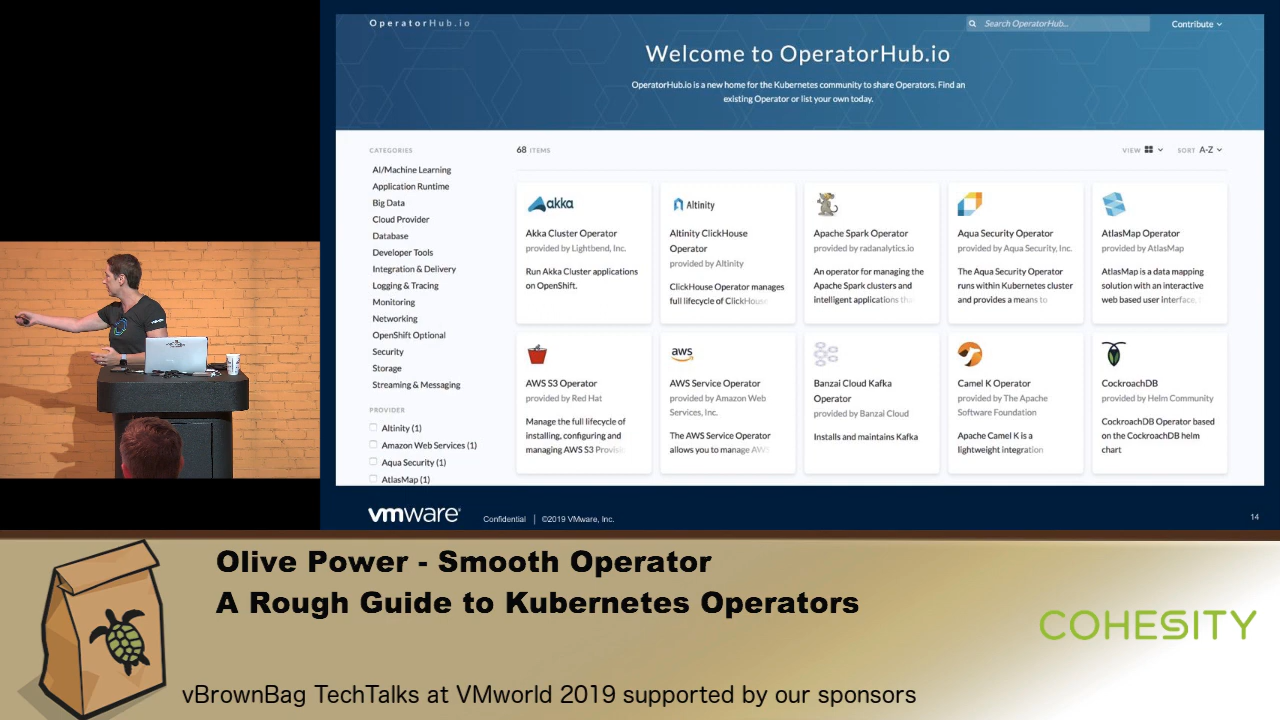 OperatorHub.io
Search OperatorHub...
Contribute
Welcome to OperatorHub.io
OperatorHub.io is a new home for the Kubernetes community to share Operators. Find an
existing Operator or list your own today.
CATEGORIES
AI/Machine Learning
Application Runtime
Big Data
Cloud Provider
Database
Developer Tools
Integration & Delivery
Logging & Tracing
Monitoring
Networking
OpenShift Optional
Security
Storage
Streaming & Messaging
PROVIDER
Altinity (1)
Amazon Web Services (1)
Aqua Security (1)
AtlasMap (1)
68 ITEMS
VIEW
SORT A-Z
akka
Akka Cluster Operator
provided by Lightbend, Inc.
Run Akka Cluster applications
on OpenShift.
Altinity
Altinity ClickHouse
Operator
provided by Altinity
ClickHouse Operator manages
full lifecycle of ClickHouse
Apache Spark Operator
provided by radanalytics.io
An operator for managing the
Apache Spark clusters and
intelligent applications that
Aqua Security Operator
provided by Aqua Security, Inc.
The Aqua Security Operator
runs within Kubernetes cluster
and provides a means to
AtlasMap Operator
provided by AtlasMap
AtlasMap is a data mapping
solution with an interactive
web based user interface,
AWS S3 Operator
provided by Red Hat
Manage the full lifecycle of
installing, configuring and
managing AWS S3
aws
AWS Service Operator
provided by Amazon Web
Services, Inc.
The AWS Service Operator
allows you to manage AWS
Banzai Cloud Kafka
Operator
provided by Banzai Cloud
Installs and maintains Kafka
Camel K Operator
provided by The Apache
Software Foundation
Apache Camel K is a
lightweight integration
CockroachDB
provided by Helm Community
CockroachDB Operator based
on the CockroachDB helm
chart
vmware
Confidential | ©2019 VMware, Inc.
14
Olive Power - Smooth Operator
A Rough Guide to Kubernetes Operators
COHESITY
vBrownBag TechTalks at VMworld 2019 supported by our sponsors